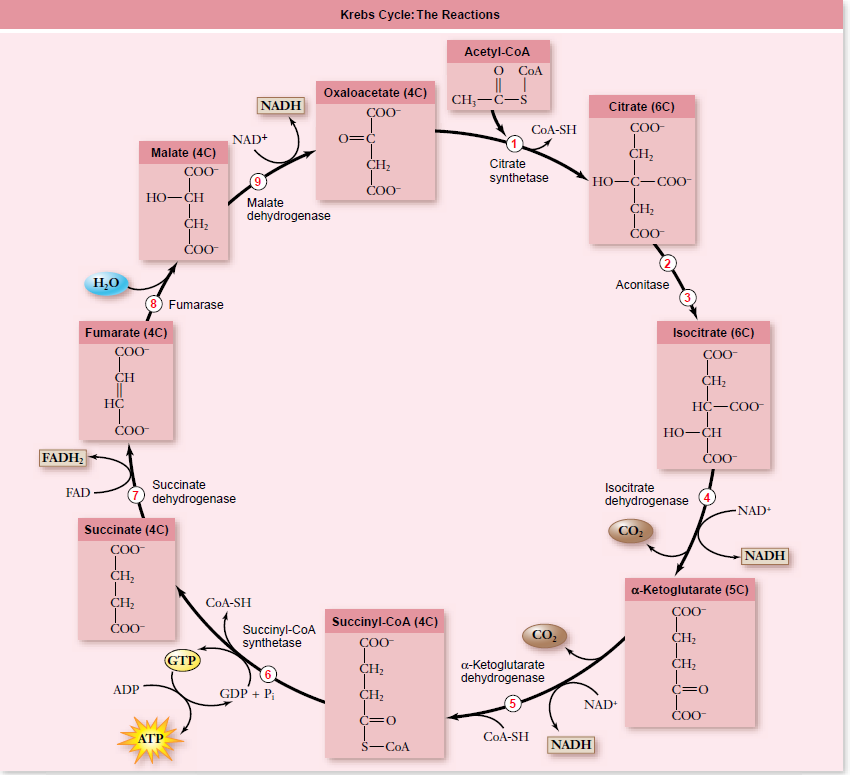 Krebs Cycle: The Reactions
Acetyl-CoA
O CoA
CH₃—C—S
Oxaloacetate (4C)
COO⁻
O=C
CH₂
COO⁻
CoA-SH
1
Citrate
synthetase
Citrate (6C)
COO⁻
CH₂
HO—C—COO⁻
CH₂
COO⁻
2
Aconitase
3
Isocitrate (6C)
COO⁻
CH₂
HC—COO⁻
HO—CH
COO⁻
Isocitrate
dehydrogenase
4
NAD⁺
CO₂
NADH
α-Ketoglutarate (5C)
COO⁻
CH₂
CH₂
C=O
COO⁻
CO₂
α-Ketoglutarate
dehydrogenase
5
NAD⁺
CoA-SH
NADH
Succinyl-CoA (4C)
COO⁻
CH₂
CH₂
C=O
S—CoA
CoA-SH
Succinyl-CoA
synthetase
6
GTP
GDP + Pᵢ
ADP
ATP
Succinate (4C)
COO⁻
CH₂
CH₂
COO⁻
7
Succinate
dehydrogenase
FAD
FADH₂
Fumarate (4C)
COO⁻
CH
HC
COO⁻
8
Fumarase
H₂O
Malate (4C)
COO⁻
HO—CH
CH₂
COO⁻
9
Malate
dehydrogenase
NAD⁺
NADH